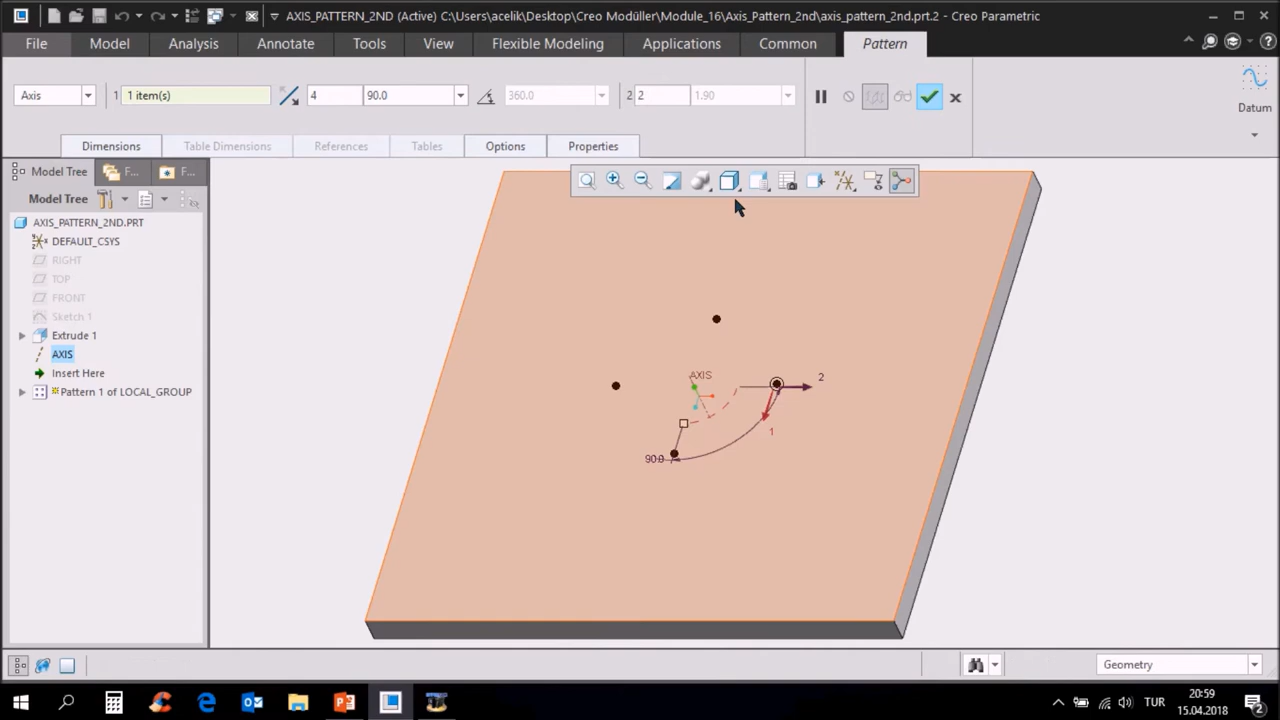 AXIS_PATTERN_2ND (Active) C:\Users\acelik\Desktop\Creo Modüller\Module_16\Axis_Pattern_2nd\axis_pattern_2nd.prt.2 - Creo Parametric
File Model Analysis Annotate Tools View Flexible Modeling Applications Common Pattern
Axis 1 1 item(s) 4 90.0 360.0 2 2 1.90
Datum
Dimensions Table Dimensions References Tables Options Properties
Model Tree F... F...
Model Tree
AXIS_PATTERN_2ND.PRT
DEFAULT_CSYS
RIGHT
TOP
FRONT
Sketch 1
Extrude 1
AXIS
Insert Here
Pattern 1 of LOCAL_GROUP
AXIS
2
1
90.0
Geometry
TUR
20:59
15.04.2018
2